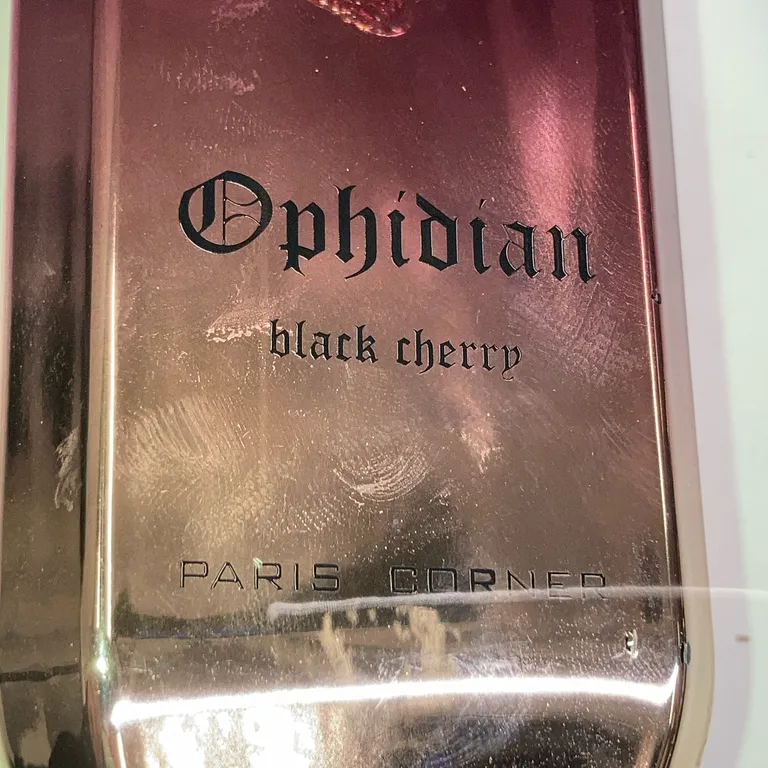 Ophidian
black cherry
PARIS CORNER